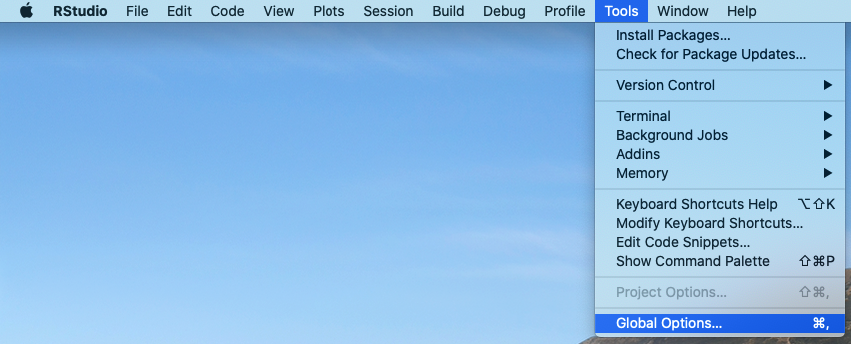 RStudio File Edit Code View Plots Session Build Debug Profile Tools Window Help
Install Packages...
Check for Package Updates...
Version Control
Terminal
Background Jobs
Addins
Memory
Keyboard Shortcuts Help ⌥⇧K
Modify Keyboard Shortcuts...
Edit Code Snippets...
Show Command Palette ⇧⌘P
Project Options... ⇧⌘,
Global Options... ⌘,